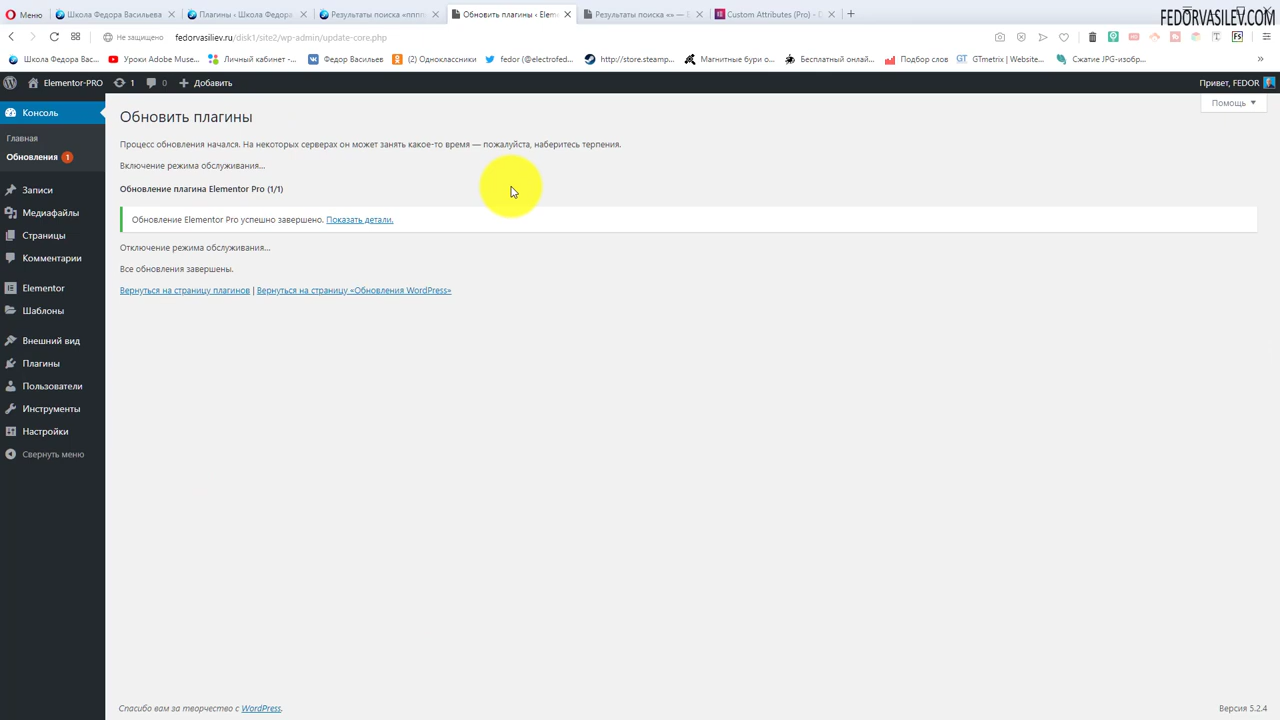 Меню
Школа Федора Васильева
Плагины ‹ Школа Федора
Результаты поиска «пппп
Обновить плагины ‹ Elem
Результаты поиска «» — E
Custom Attributes (Pro) - D
FEDORVASILEV.COM
Не защищено
fedorvasiliev.ru/disk1/site2/wp-admin/update-core.php
Школа Федора Вас...
Уроки Adobe Muse...
Личный кабинет -...
Федор Васильев
(2) Одноклассники
fedor (@electrofed...
http://store.steamp...
Магнитные бури о...
Бесплатный онлай...
Подбор слов
GTmetrix | Website...
Сжатие JPG-изобр...
Elementor-PRO
1
0
Добавить
Привет, FEDOR
Консоль
Главная
Обновления 1
Записи
Медиафайлы
Страницы
Комментарии
Elementor
Шаблоны
Внешний вид
Плагины
Пользователи
Инструменты
Настройки
Свернуть меню
Помощь
Обновить плагины
Процесс обновления начался. На некоторых серверах он может занять какое-то время — пожалуйста, наберитесь терпения.
Включение режима обслуживания...
Обновление плагина Elementor Pro (1/1)
Обновление Elementor Pro успешно завершено. Показать детали.
Отключение режима обслуживания...
Все обновления завершены.
Вернуться на страницу плагинов | Вернуться на страницу «Обновления WordPress»
Спасибо вам за творчество с WordPress.
Версия 5.2.4